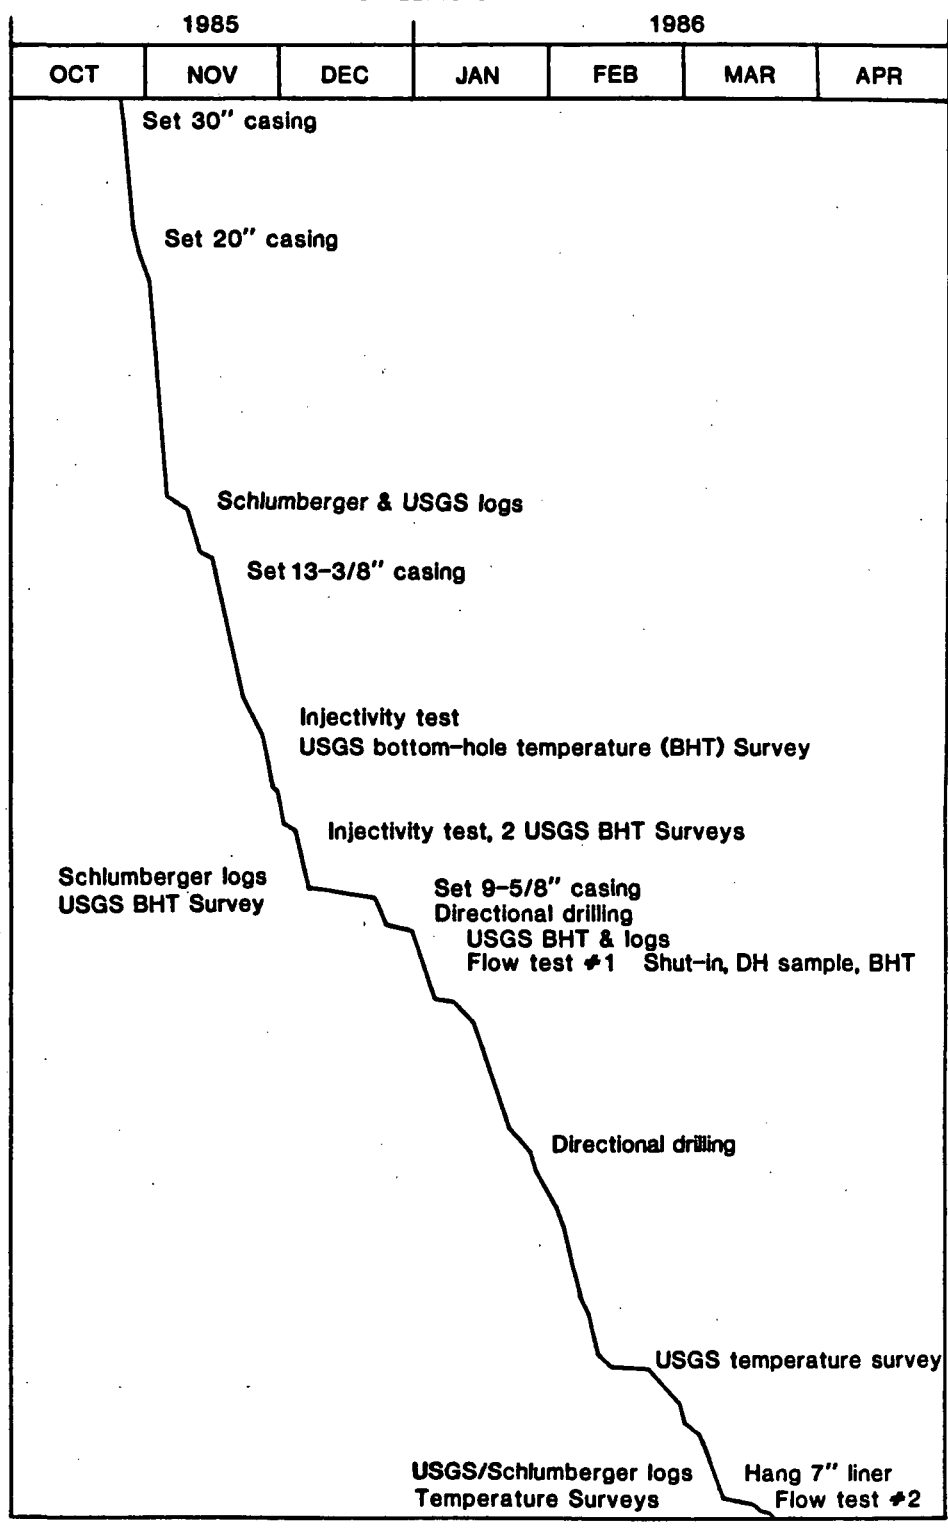 1985 1986
OCT NOV DEC JAN FEB MAR APR
Set 30" casing
Set 20" casing
Schlumberger & USGS logs
Set 13-3/8" casing
Injectivity test
USGS bottom-hole temperature (BHT) Survey
Injectivity test, 2 USGS BHT Surveys
Schlumberger logs
USGS BHT Survey
Set 9-5/8" casing
Directional drilling
USGS BHT & logs
Flow test #1 Shut-in, DH sample, BHT
Directional drilling
USGS temperature survey
USGS/Schlumberger logs
Temperature Surveys
Hang 7" liner
Flow test #2